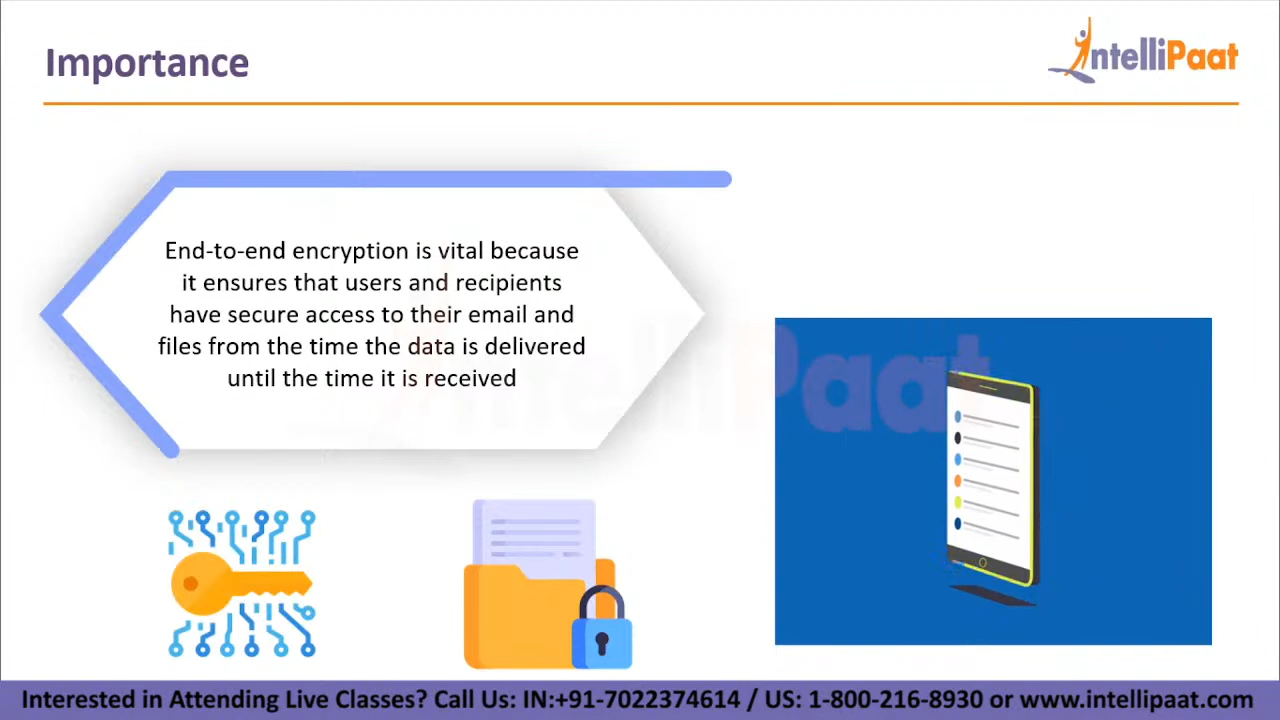 Importance
IntelliPaat
End-to-end encryption is vital because
it ensures that users and recipients
have secure access to their email and
files from the time the data is delivered
until the time it is received
IntelliPaat
Interested in Attending Live Classes? Call Us: IN:+91-7022374614 / US: 1-800-216-8930 or www.intellipaat.com